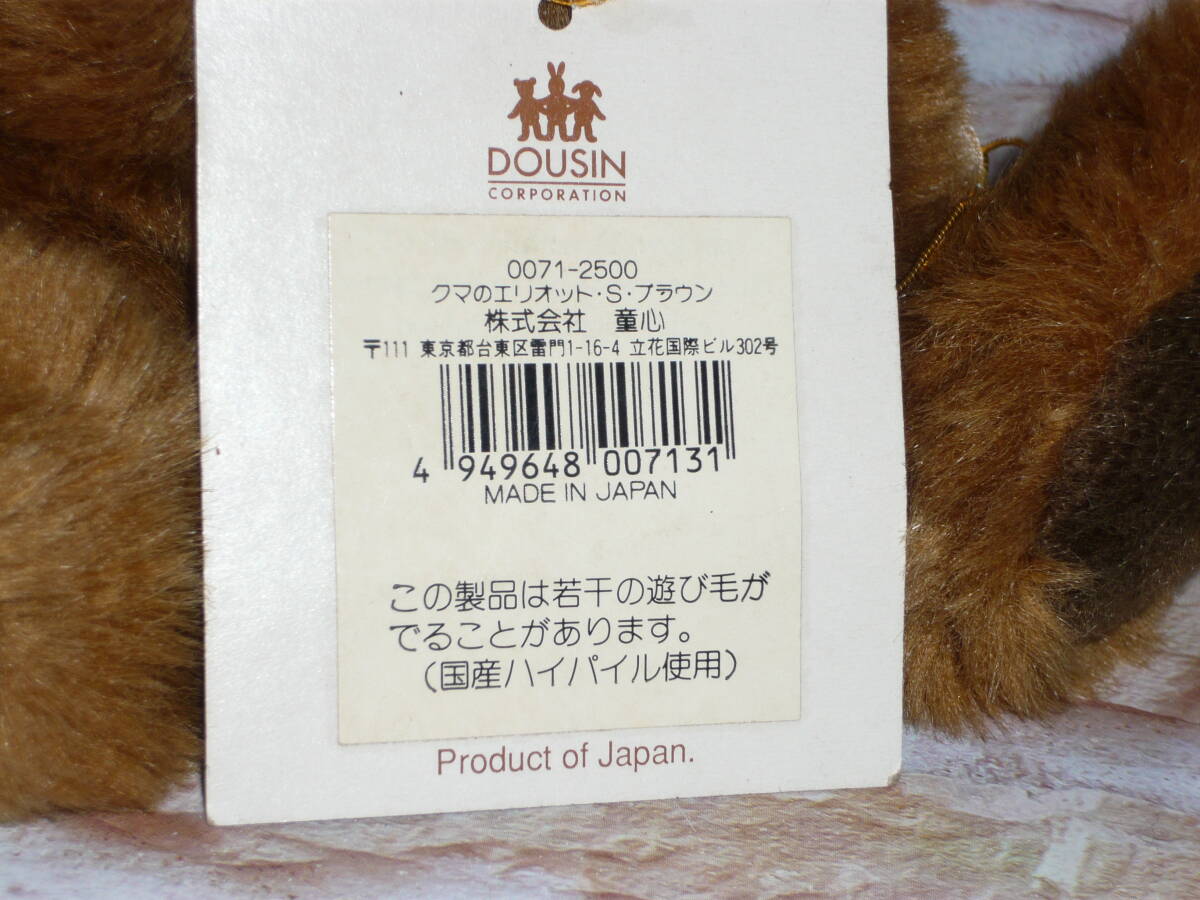 DOUSIN
CORPORATION
0071-2500
クマのエリオット・S・ブラウン
株式会社 童心
〒111 東京都台東区雷門1-16-4 立花国際ビル302号
4 949648 007131
MADE IN JAPAN
この製品は若干の遊び毛が
でることがあります。
(国産ハイパイル使用)
Product of Japan.